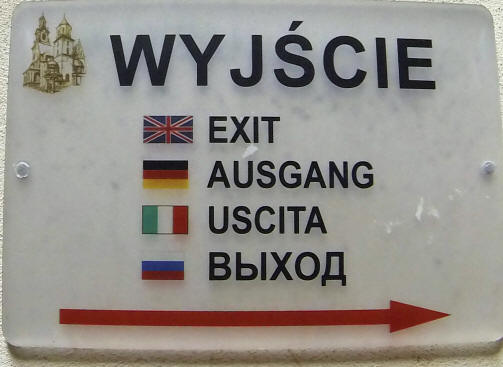 WYJŚCIE
EXIT
AUSGANG
USCITA
ВЫХОД